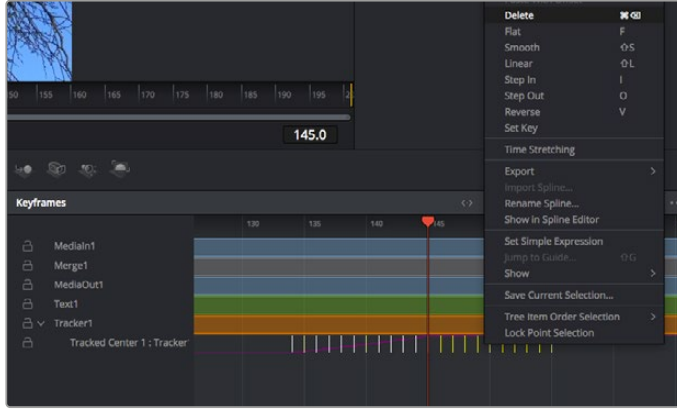 Delete ⌘⌫
Flat F
Smooth ⇧S
Linear ⇧L
Step In I
Step Out O
Reverse V
Set Key
Time Stretching
Export >
Import Spline...
Rename Spline...
Show in Spline Editor
Set Simple Expression
Jump to Guide... ⇧G
Show >
Save Current Selection...
Tree Item Order Selection >
Lock Point Selection
50 155 160 165 170 175 180 185 190 195
145.0
Keyframes
130 135 140 145
MediaIn1
Merge1
MediaOut1
Text1
Tracker1
Tracked Center 1 : Tracker